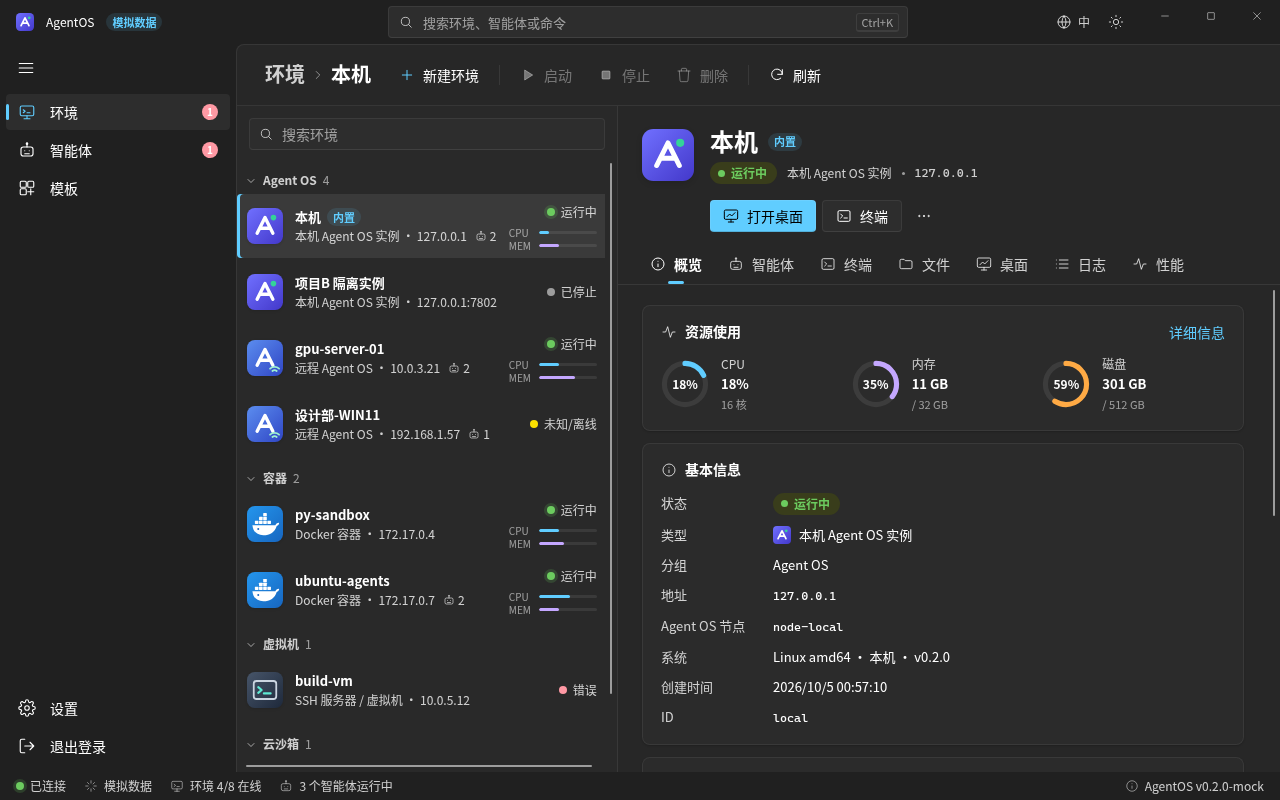 AgentOS 模拟数据
搜索环境、智能体或命令 Ctrl+K
中
环境 1
智能体 1
模板
设置
退出登录
环境 › 本机
新建环境
启动
停止
删除
刷新
搜索环境
Agent OS 4
本机 内置
运行中
本机 Agent OS 实例 • 127.0.0.1 2
CPU
MEM
项目B 隔离实例
本机 Agent OS 实例 • 127.0.0.1:7802
已停止
gpu-server-01
运行中
远程 Agent OS • 10.0.3.21 2
CPU
MEM
设计部-WIN11
远程 Agent OS • 192.168.1.57 1
未知/离线
容器 2
py-sandbox
运行中
Docker 容器 • 172.17.0.4
CPU
MEM
ubuntu-agents
运行中
Docker 容器 • 172.17.0.7 2
CPU
MEM
虚拟机 1
build-vm
SSH 服务器 / 虚拟机 • 10.0.5.12
错误
云沙箱 1
本机 内置
运行中 本机 Agent OS 实例 • 127.0.0.1
打开桌面 终端 ···
概览 智能体 终端 文件 桌面 日志 性能
资源使用 详细信息
18%
CPU
18%
16 核
35%
内存
11 GB
/ 32 GB
59%
磁盘
301 GB
/ 512 GB
基本信息
状态 运行中
类型 本机 Agent OS 实例
分组 Agent OS
地址 127.0.0.1
Agent OS 节点 node-local
系统 Linux amd64 • 本机 • v0.2.0
创建时间 2026/10/5 00:57:10
ID local
已连接 模拟数据 环境 4/8 在线 3 个智能体运行中 AgentOS v0.2.0-mock